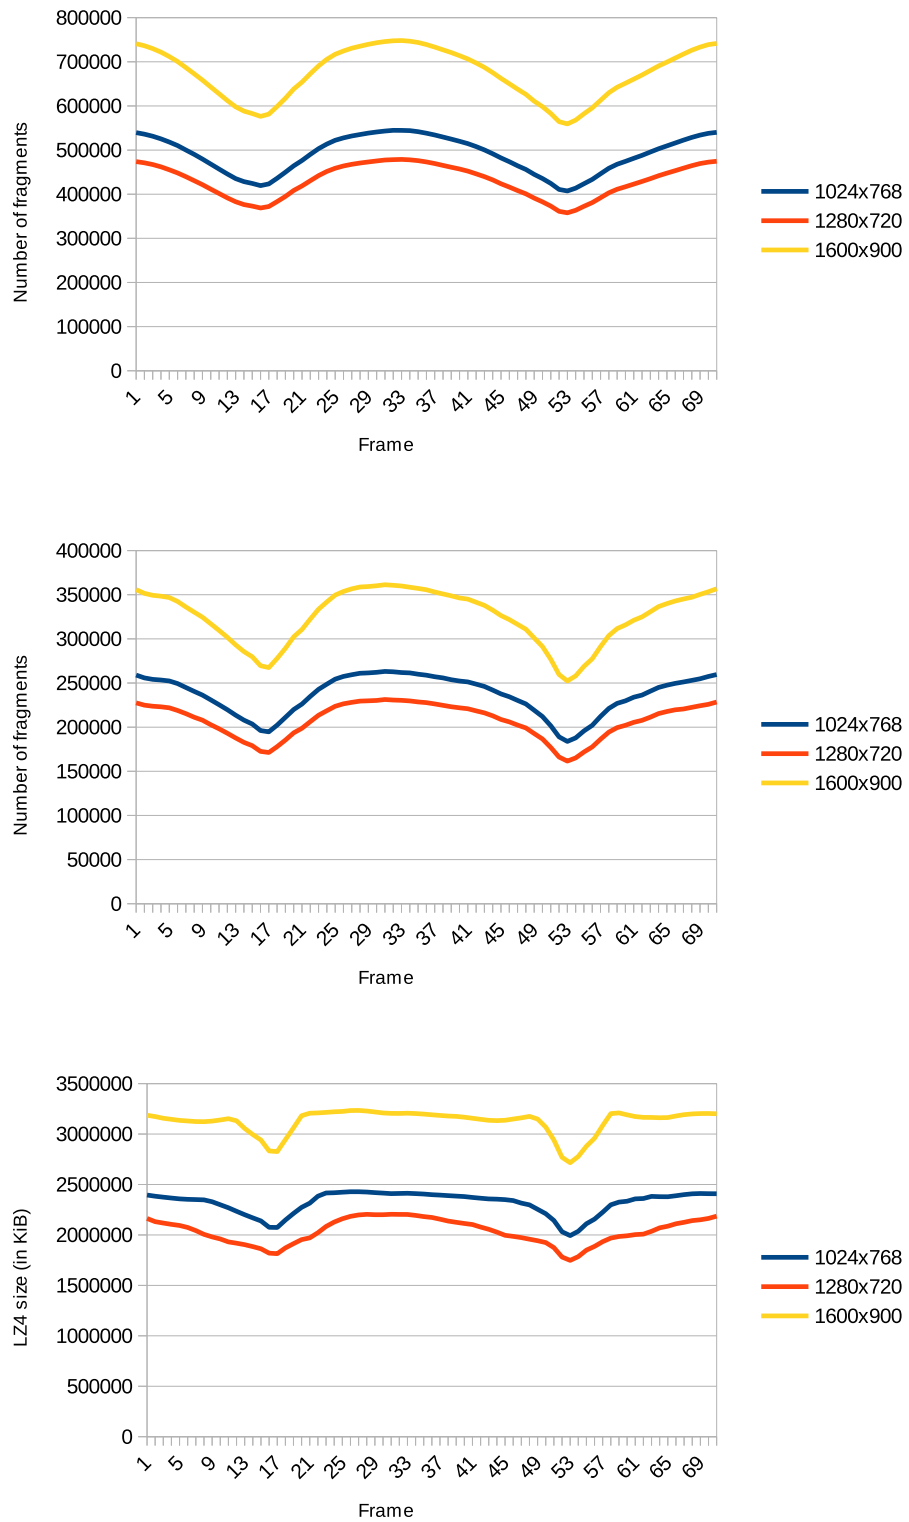 800000
700000
600000
500000
400000
300000
200000
100000
0
Number of fragments
1 5 9 13 17 21 25 29 33 37 41 45 49 53 57 61 65 69
Frame
1024x768
1280x720
1600x900
400000
350000
300000
250000
200000
150000
100000
50000
0
Number of fragments
1 5 9 13 17 21 25 29 33 37 41 45 49 53 57 61 65 69
Frame
1024x768
1280x720
1600x900
3500000
3000000
2500000
2000000
1500000
1000000
500000
0
LZ4 size (in KiB)
1 5 9 13 17 21 25 29 33 37 41 45 49 53 57 61 65 69
Frame
1024x768
1280x720
1600x900